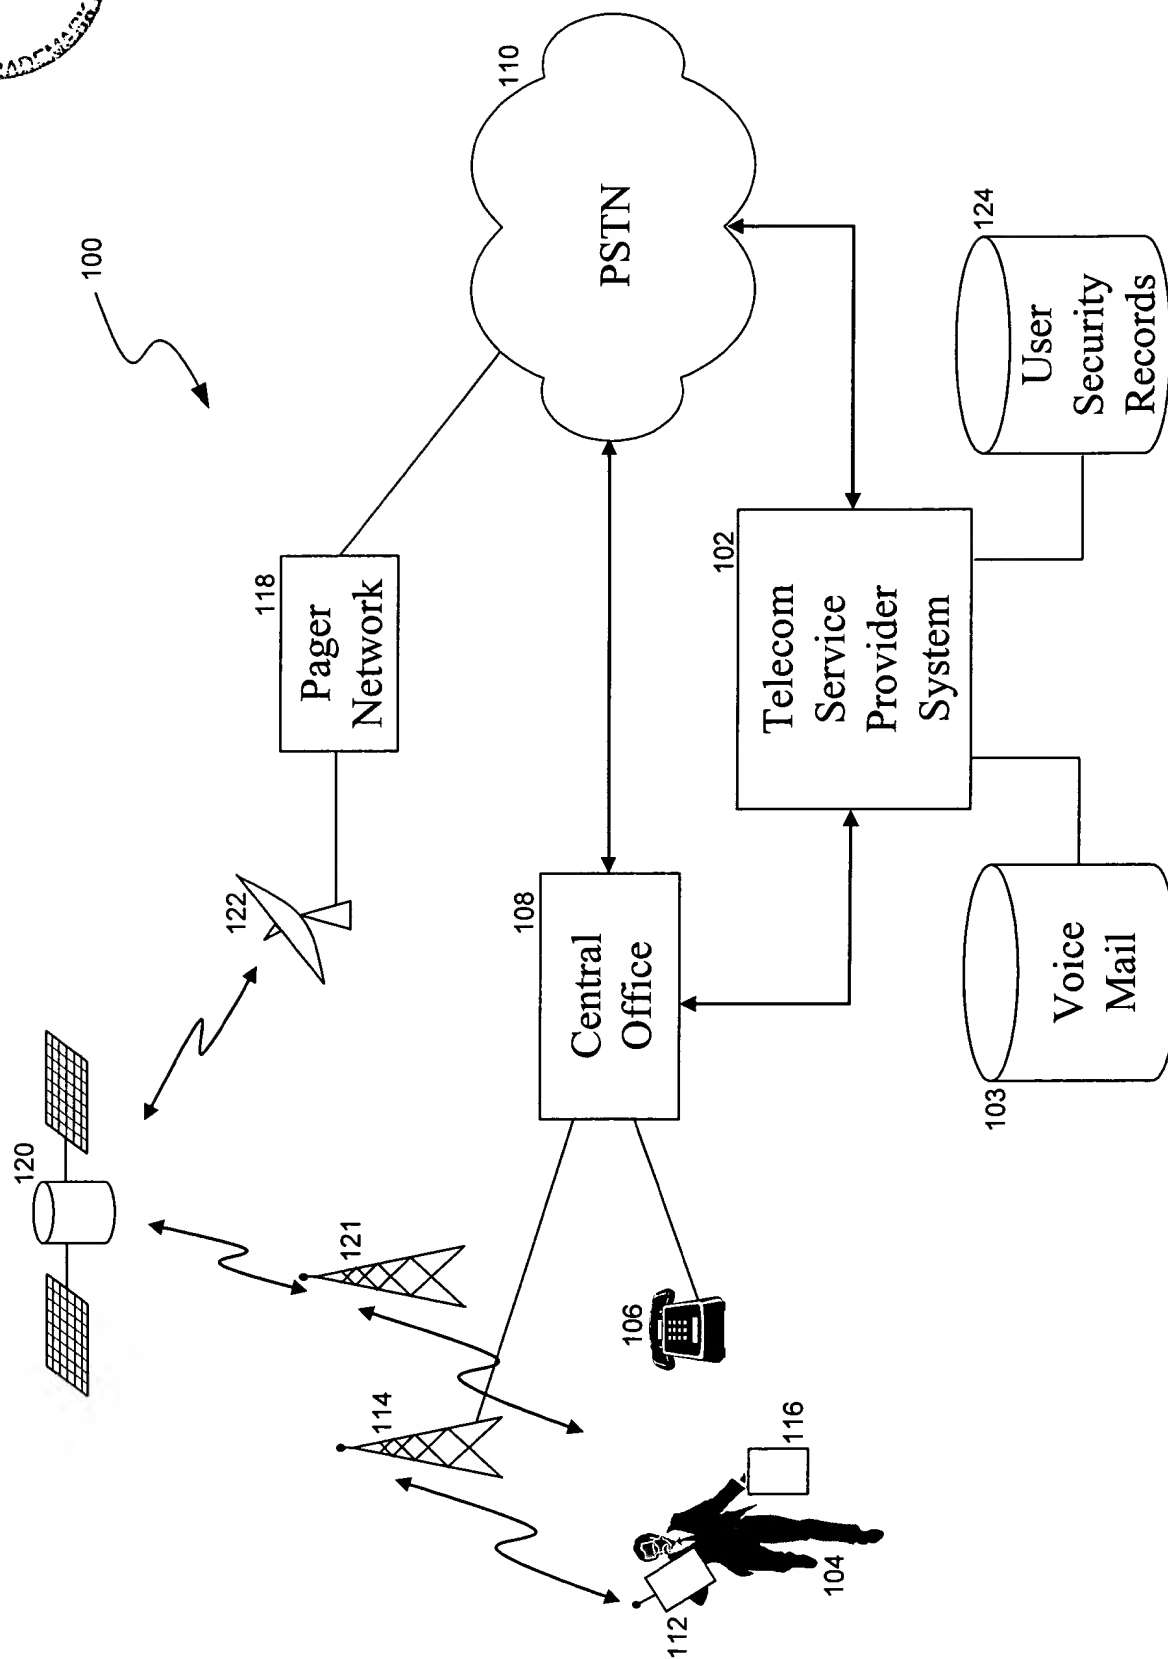 ADEMARK
100
120
121
122
118
Pager
Network
114
110
PSTN
108
Central
Office
106
112
116
104
102
Telecom
Service
Provider
System
103
Voice
Mail
124
User
Security
Records